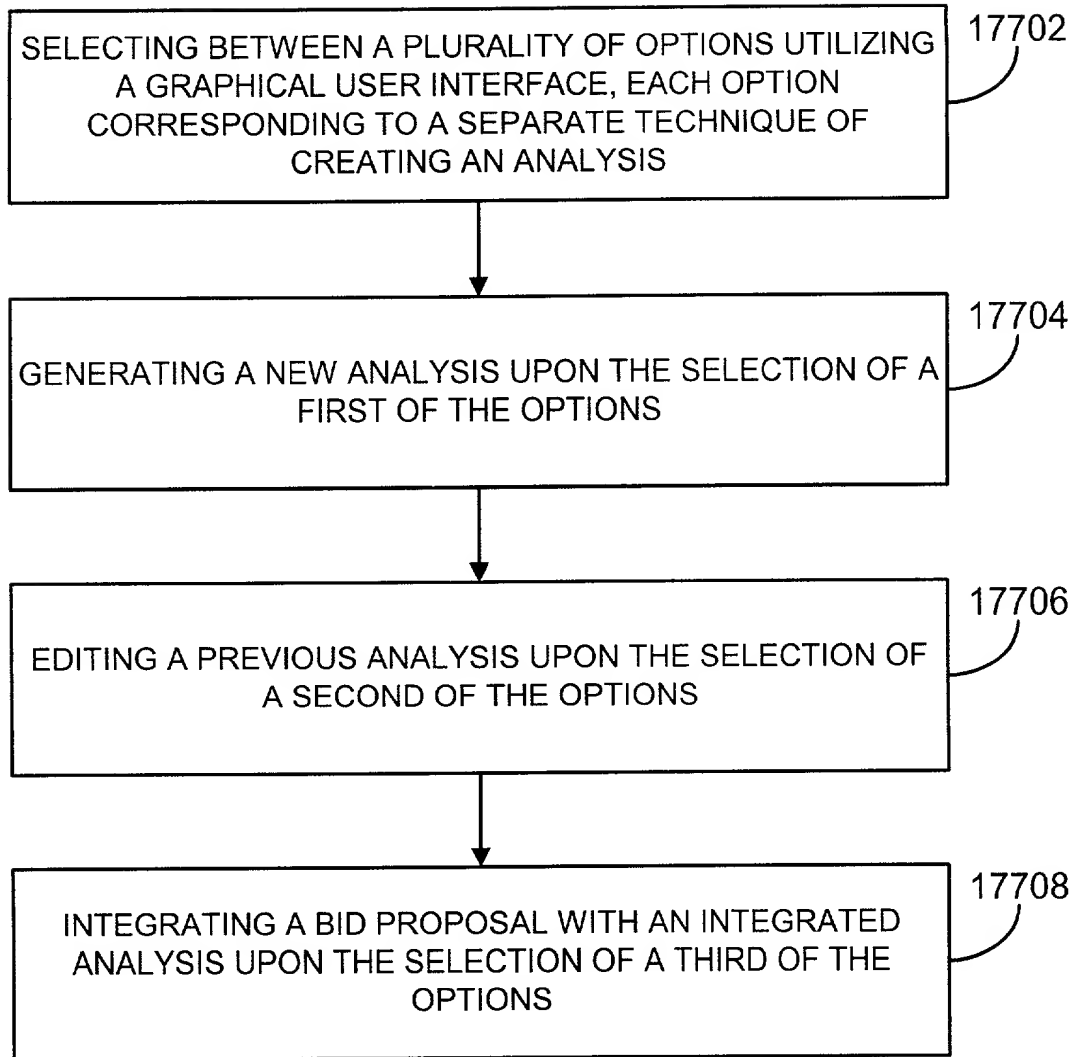 17702
SELECTING BETWEEN A PLURALITY OF OPTIONS UTILIZING
A GRAPHICAL USER INTERFACE, EACH OPTION
CORRESPONDING TO A SEPARATE TECHNIQUE OF
CREATING AN ANALYSIS
17704
GENERATING A NEW ANALYSIS UPON THE SELECTION OF A
FIRST OF THE OPTIONS
17706
EDITING A PREVIOUS ANALYSIS UPON THE SELECTION OF
A SECOND OF THE OPTIONS
17708
INTEGRATING A BID PROPOSAL WITH AN INTEGRATED
ANALYSIS UPON THE SELECTION OF A THIRD OF THE
OPTIONS